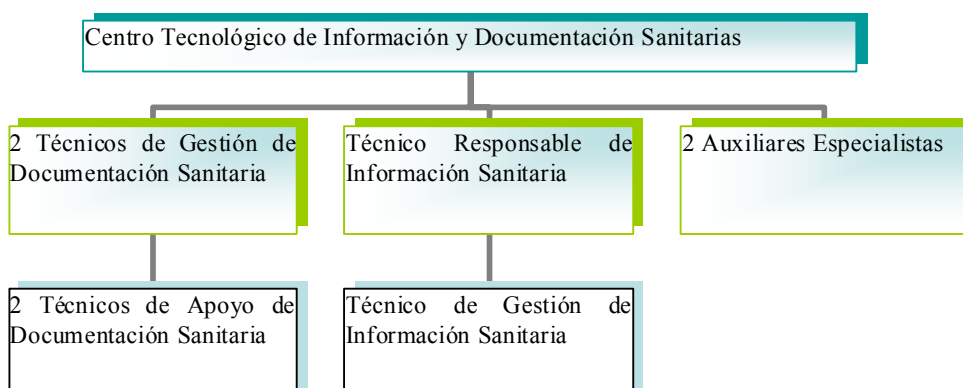 Centro Tecnológico de Información y Documentación Sanitarias
2 Técnicos de Gestión de
Documentación Sanitaria
Técnico Responsable de
Información Sanitaria
2 Auxiliares Especialistas
2 Técnicos de Apoyo de
Documentación Sanitaria
Técnico de Gestión de
Información Sanitaria